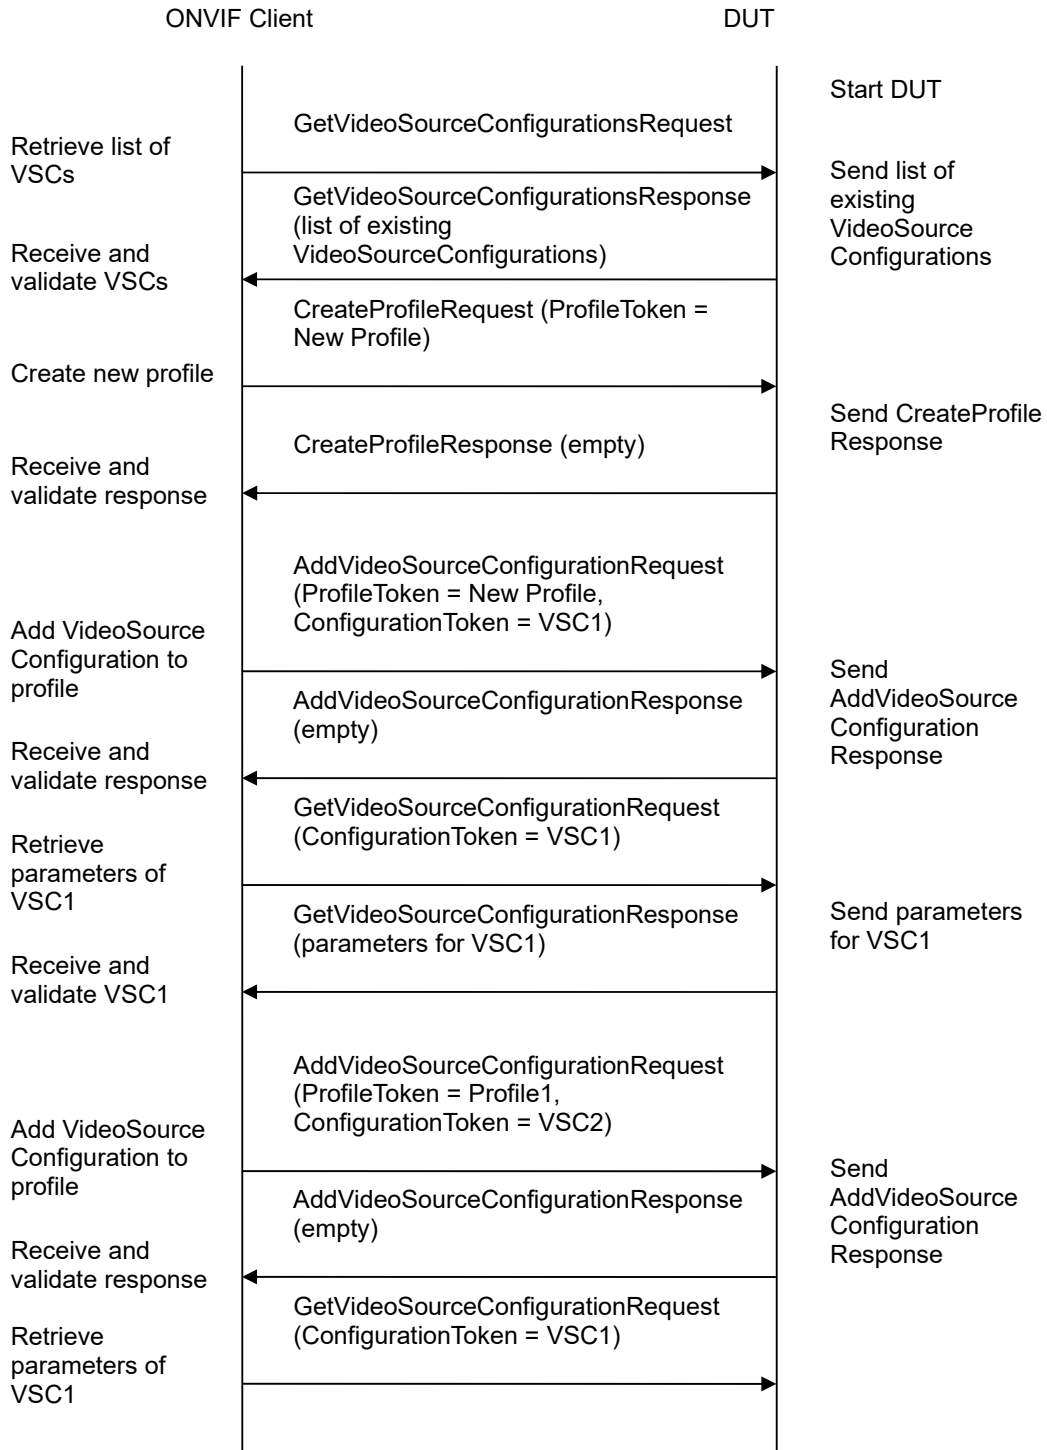 ONVIF Client
DUT
Start DUT
GetVideoSourceConfigurationsRequest
Retrieve list of
VSCs
Send list of
existing
VideoSource
Configurations
GetVideoSourceConfigurationsResponse
(list of existing
VideoSourceConfigurations)
Receive and
validate VSCs
CreateProfileRequest (ProfileToken =
New Profile)
Create new profile
Send CreateProfile
Response
CreateProfileResponse (empty)
Receive and
validate response
AddVideoSourceConfigurationRequest
(ProfileToken = New Profile,
ConfigurationToken = VSC1)
Add VideoSource
Configuration to
profile
Send
AddVideoSource
Configuration
Response
AddVideoSourceConfigurationResponse
(empty)
Receive and
validate response
GetVideoSourceConfigurationRequest
(ConfigurationToken = VSC1)
Retrieve
parameters of
VSC1
Send parameters
for VSC1
GetVideoSourceConfigurationResponse
(parameters for VSC1)
Receive and
validate VSC1
AddVideoSourceConfigurationRequest
(ProfileToken = Profile1,
ConfigurationToken = VSC2)
Add VideoSource
Configuration to
profile
Send
AddVideoSource
Configuration
Response
AddVideoSourceConfigurationResponse
(empty)
Receive and
validate response
GetVideoSourceConfigurationRequest
(ConfigurationToken = VSC1)
Retrieve
parameters of
VSC1